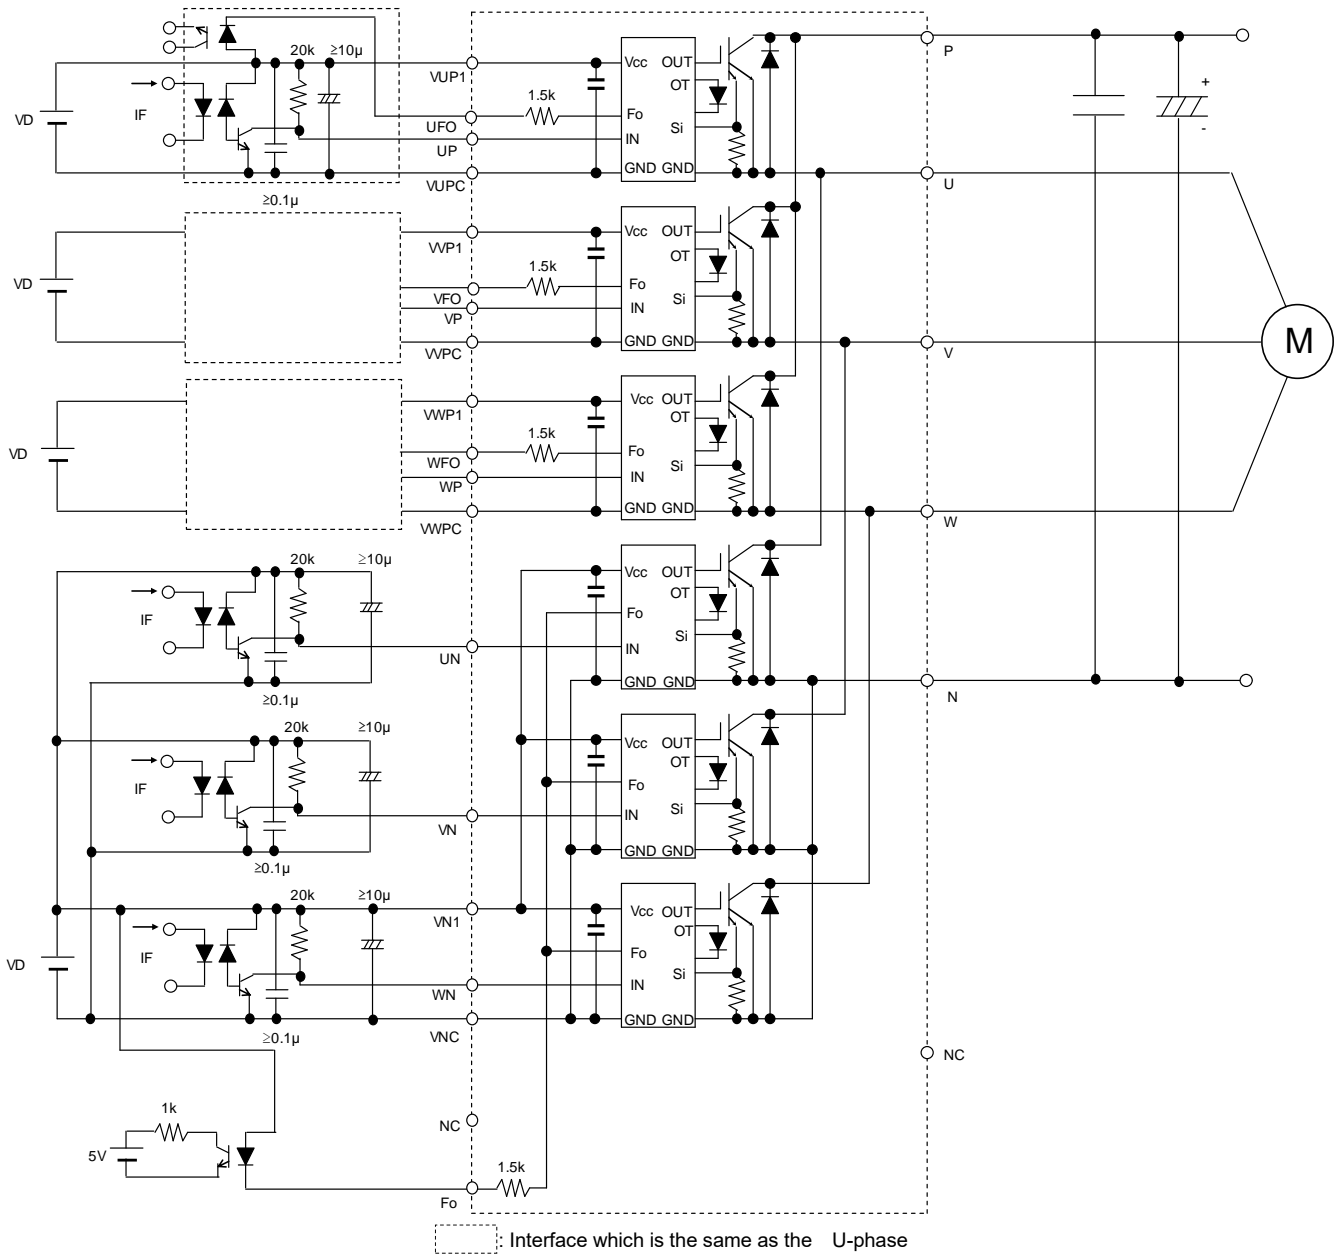 20k ≥10μ
VUP1
Vcc OUT
OT
P
+
-
VD
IF
1.5k
Fo
UFO
Si
IN
UP
GND GND
VUPC
U
≥0.1μ
VVP1
Vcc OUT
OT
VD
1.5k
Fo
VFO
Si
IN
VP
GND GND
VVPC
V
M
VWP1
Vcc OUT
OT
VD
1.5k
Fo
WFO
Si
IN
WP
GND GND
VWPC
W
20k ≥10μ
Vcc OUT
OT
IF
Fo
Si
UN
IN
GND GND
N
≥0.1μ
20k ≥10μ
Vcc OUT
OT
IF
Fo
Si
VN
IN
GND GND
≥0.1μ
20k ≥10μ
VN1
Vcc OUT
OT
IF
Fo
VD
Si
WN
IN
GND GND
VNC
≥0.1μ
NC
1k
NC
5V
1.5k
Fo
: Interface which is the same as the U-phase